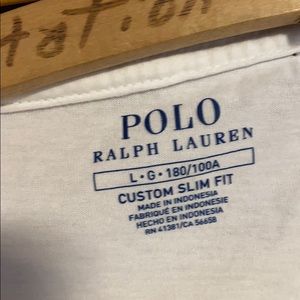 POLO
RALPH LAUREN
L • G • 180/100A
CUSTOM SLIM FIT
MADE IN INDONESIA
FABRIQUÉ EN INDONÉSIE
HECHO EN INDONESIA
RN 41381/CA 56658